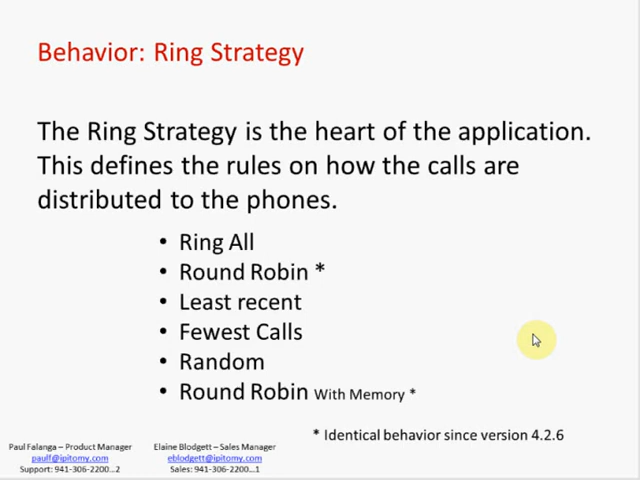 Behavior: Ring Strategy
The Ring Strategy is the heart of the application.
This defines the rules on how the calls are
distributed to the phones.
• Ring All
• Round Robin *
• Least recent
• Fewest Calls
• Random
• Round Robin With Memory *
* Identical behavior since version 4.2.6
Paul Falanga – Product Manager
paulf@ipitomy.com
Support: 941-306-2200...2
Elaine Blodgett – Sales Manager
eblodgett@ipitomy.com
Sales: 941-306-2200...1